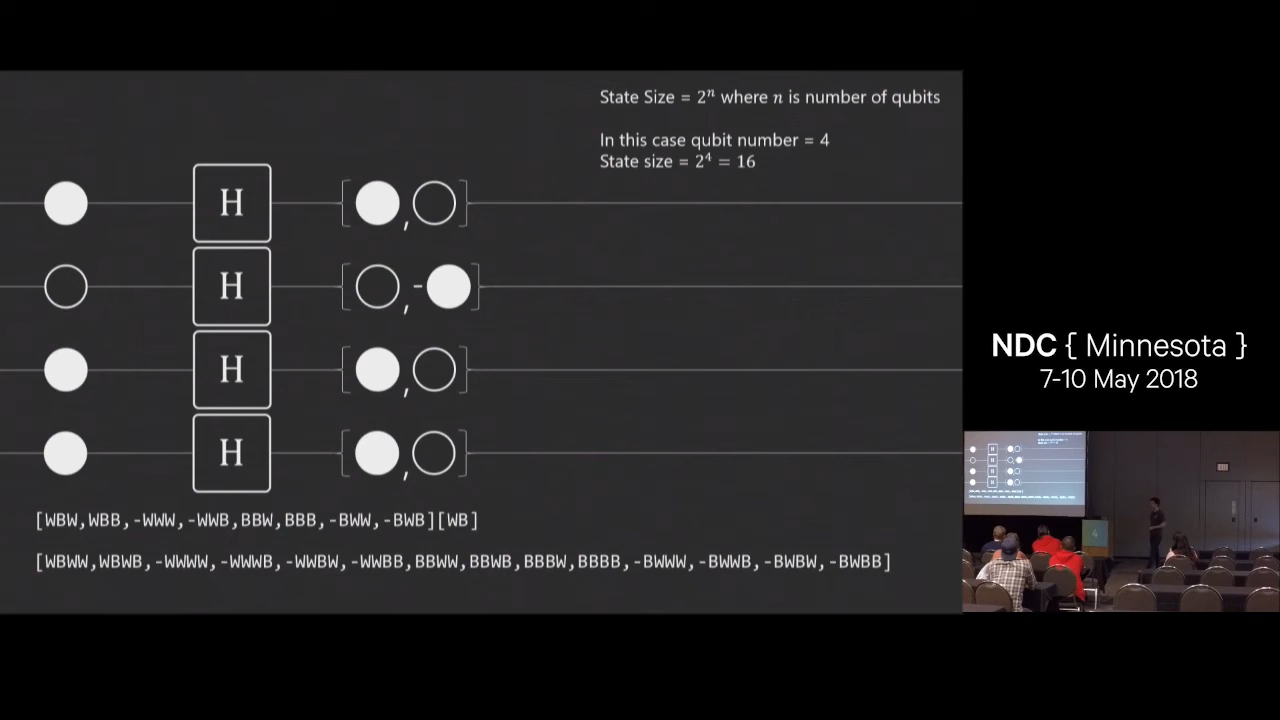 State Size = 2ⁿ where n is number of qubits
In this case qubit number = 4
State size = 2⁴ = 16
H
H
H
H
[WBW,WBB,-WWW,-WWB,BBW,BBB,-BWW,-BWB][WB]
[WBWW,WBWB,-WWWW,-WWWB,-WWBW,-WWBB,BBWW,BBWB,BBBW,BBBB,-BWWW,-BWWB,-BWBW,-BWBB]
NDC { Minnesota }
7-10 May 2018
4